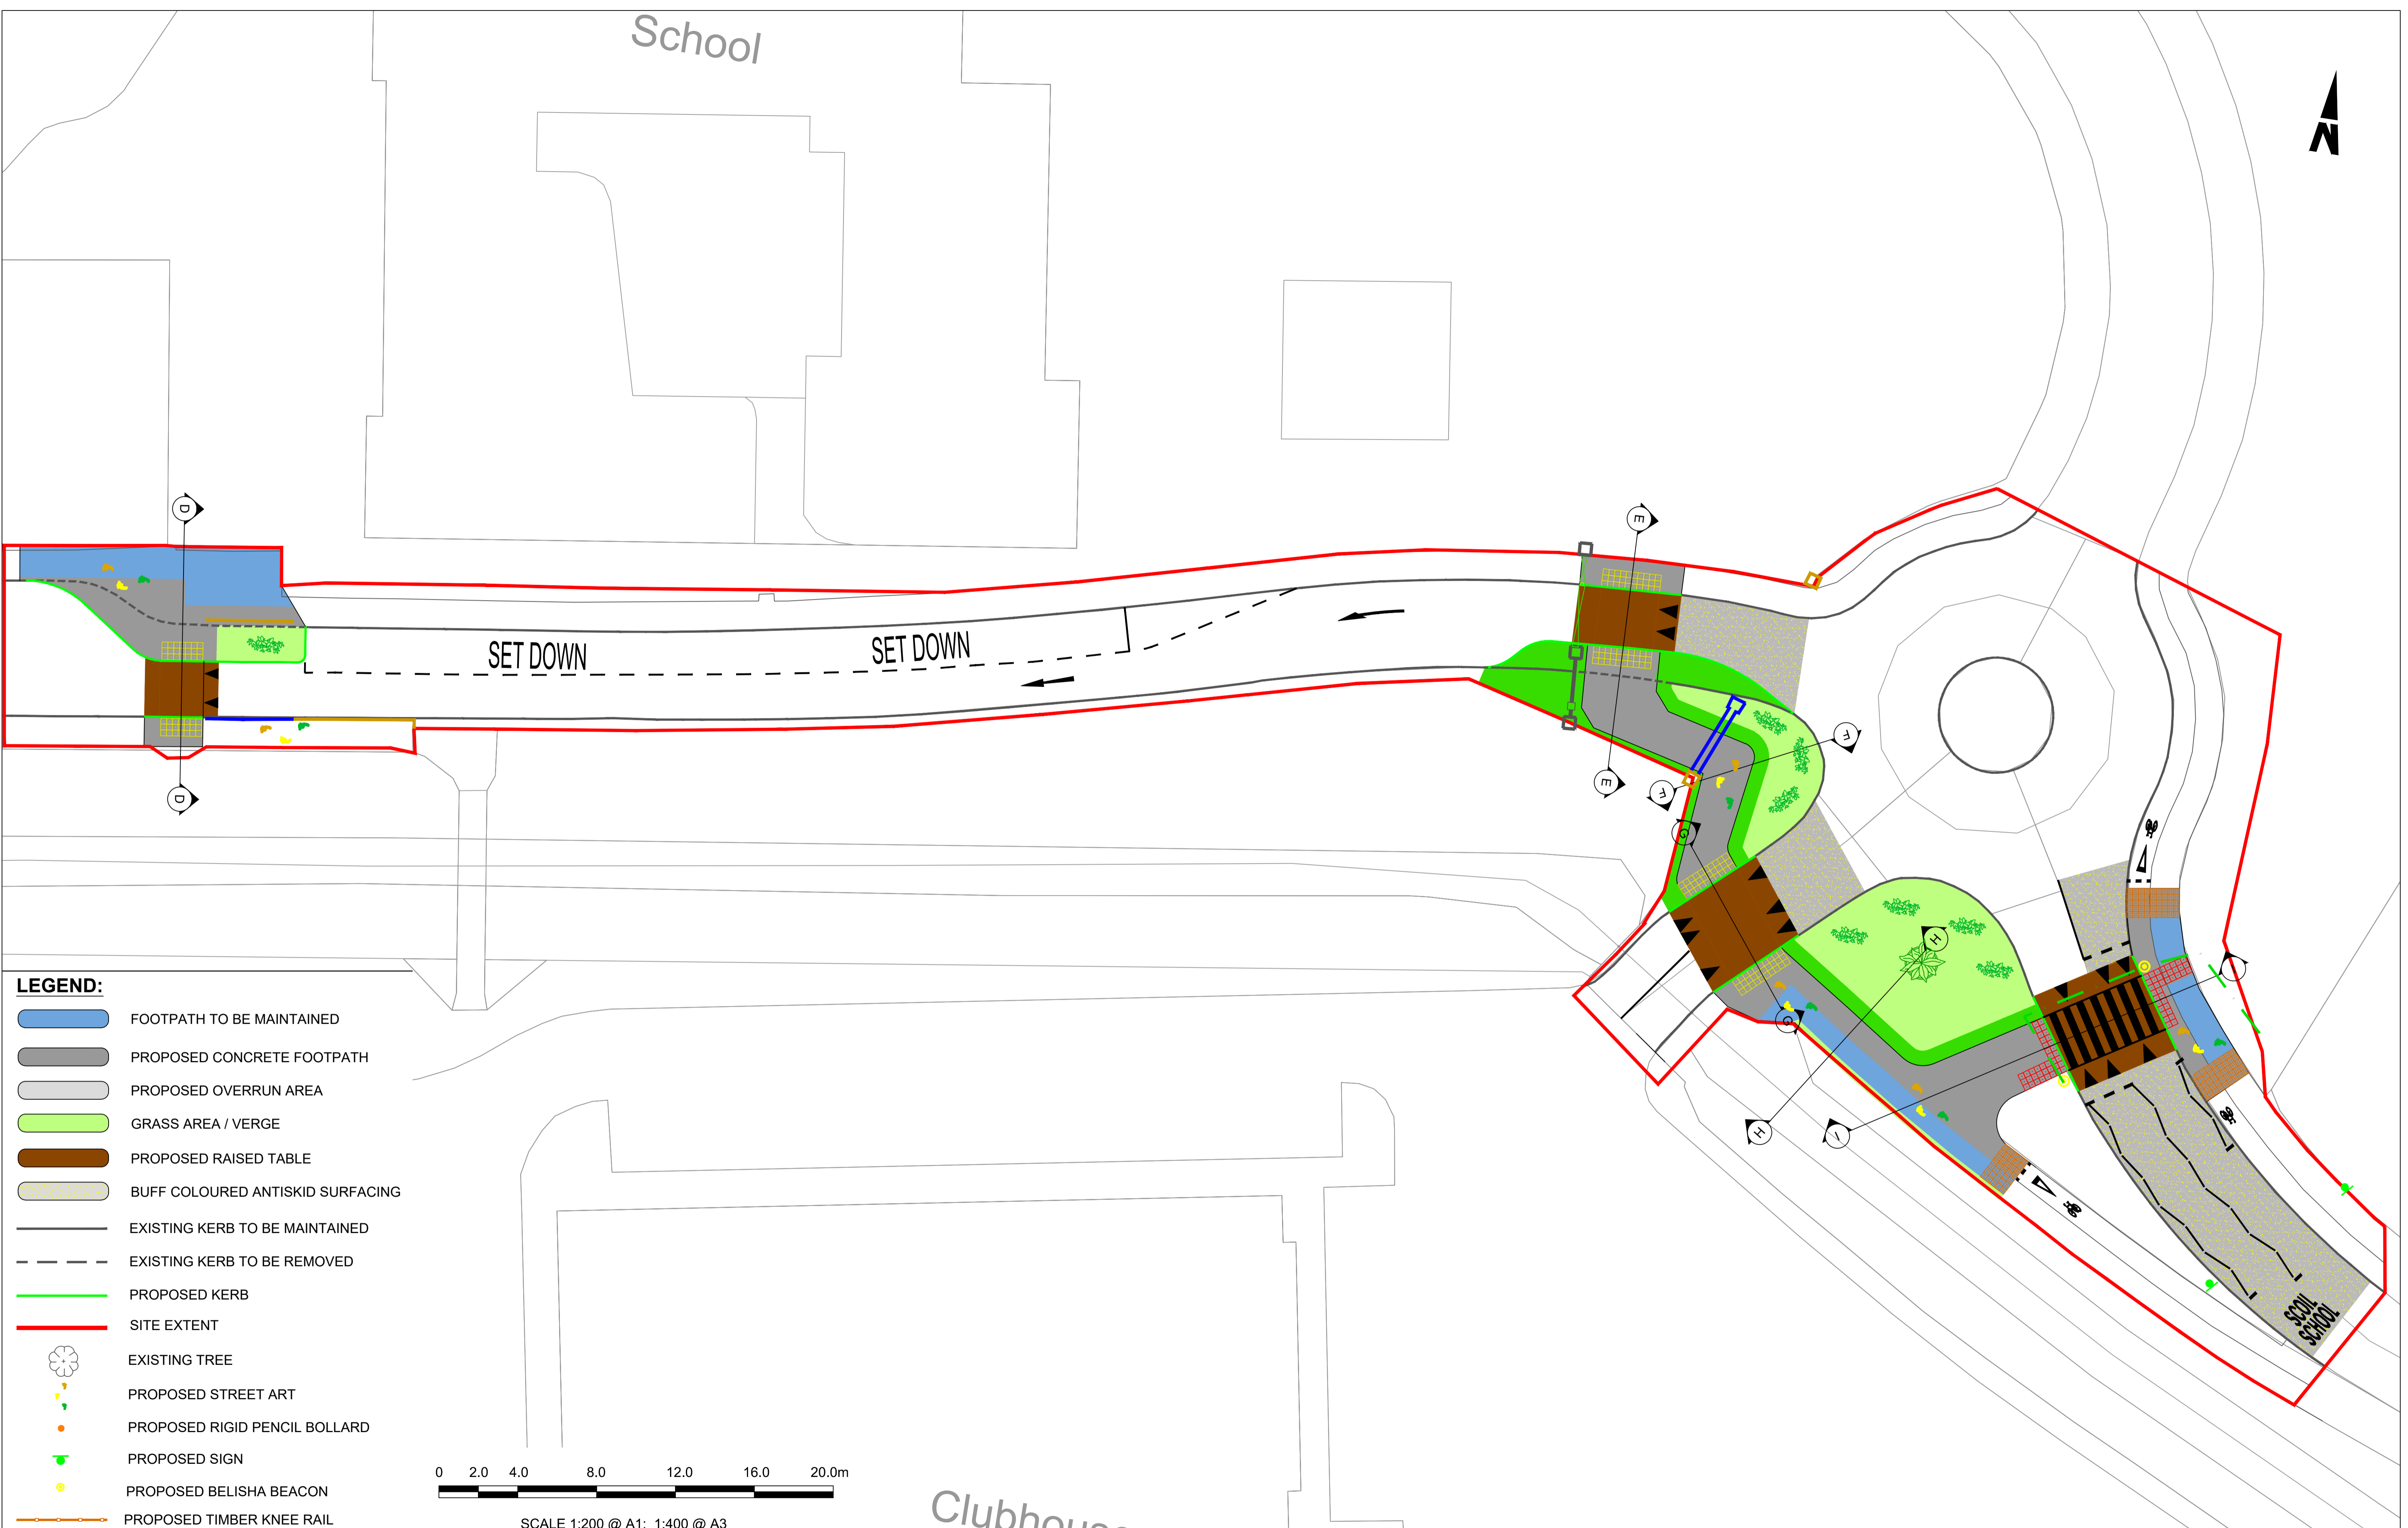 School
N
D
E
SET DOWN
SET DOWN
F
E
F
D
G
H
G
H
I
LEGEND:
FOOTPATH TO BE MAINTAINED
PROPOSED CONCRETE FOOTPATH
PROPOSED OVERRUN AREA
GRASS AREA / VERGE
PROPOSED RAISED TABLE
BUFF COLOURED ANTISKID SURFACING
EXISTING KERB TO BE MAINTAINED
EXISTING KERB TO BE REMOVED
PROPOSED KERB
SITE EXTENT
EXISTING TREE
PROPOSED STREET ART
PROPOSED RIGID PENCIL BOLLARD
PROPOSED SIGN
PROPOSED BELISHA BEACON
PROPOSED TIMBER KNEE RAIL
SCOIL
SCHOOL
0 2.0 4.0 8.0 12.0 16.0 20.0m
SCALE 1:200 @ A1; 1:400 @ A3
Clubhouse